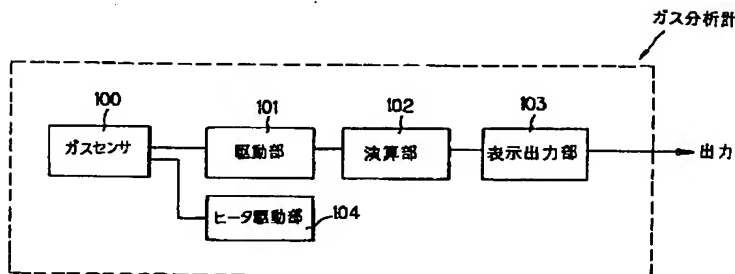 ガス分析計
100
101
102
103
ガスセンサ
駆動部
演算部
表示出力部
出力
ヒータ駆動部
104